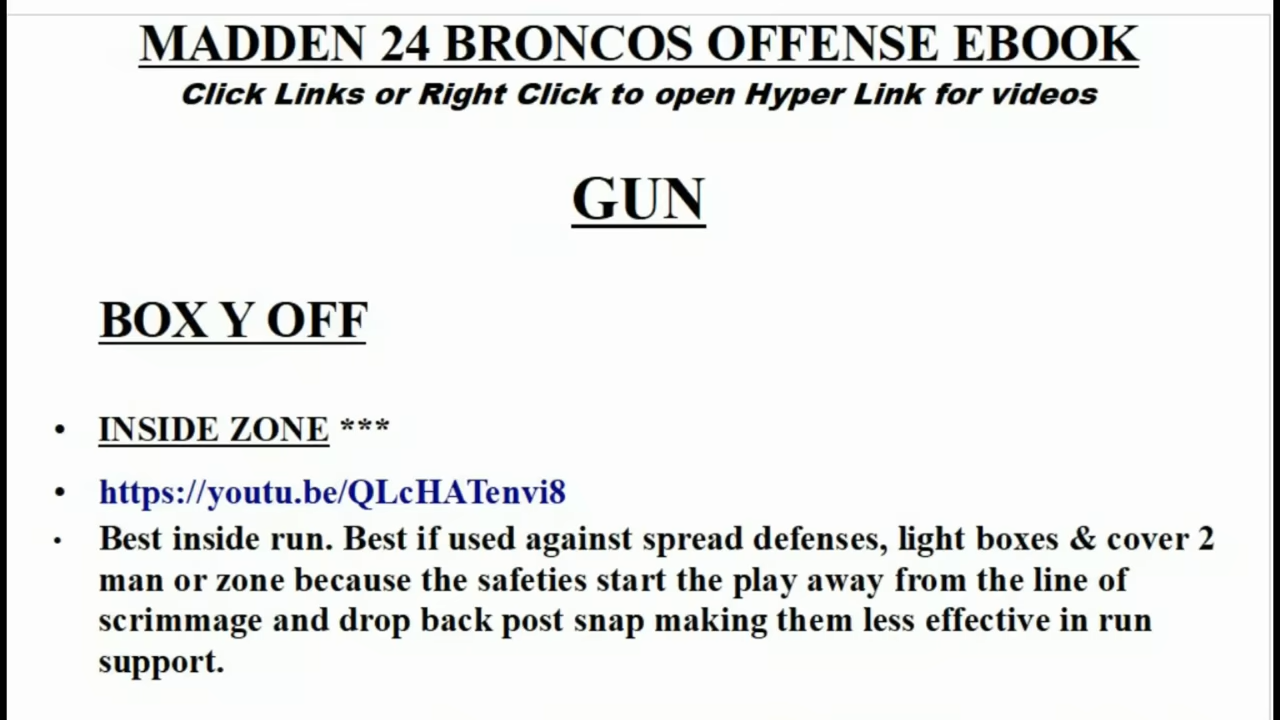 MADDEN 24 BRONCOS OFFENSE EBOOK
Click Links or Right Click to open Hyper Link for videos
GUN
BOX Y OFF
• INSIDE ZONE ***
• https://youtu.be/QLcHATenvi8
• Best inside run. Best if used against spread defenses, light boxes & cover 2
man or zone because the safeties start the play away from the line of
scrimmage and drop back post snap making them less effective in run
support.